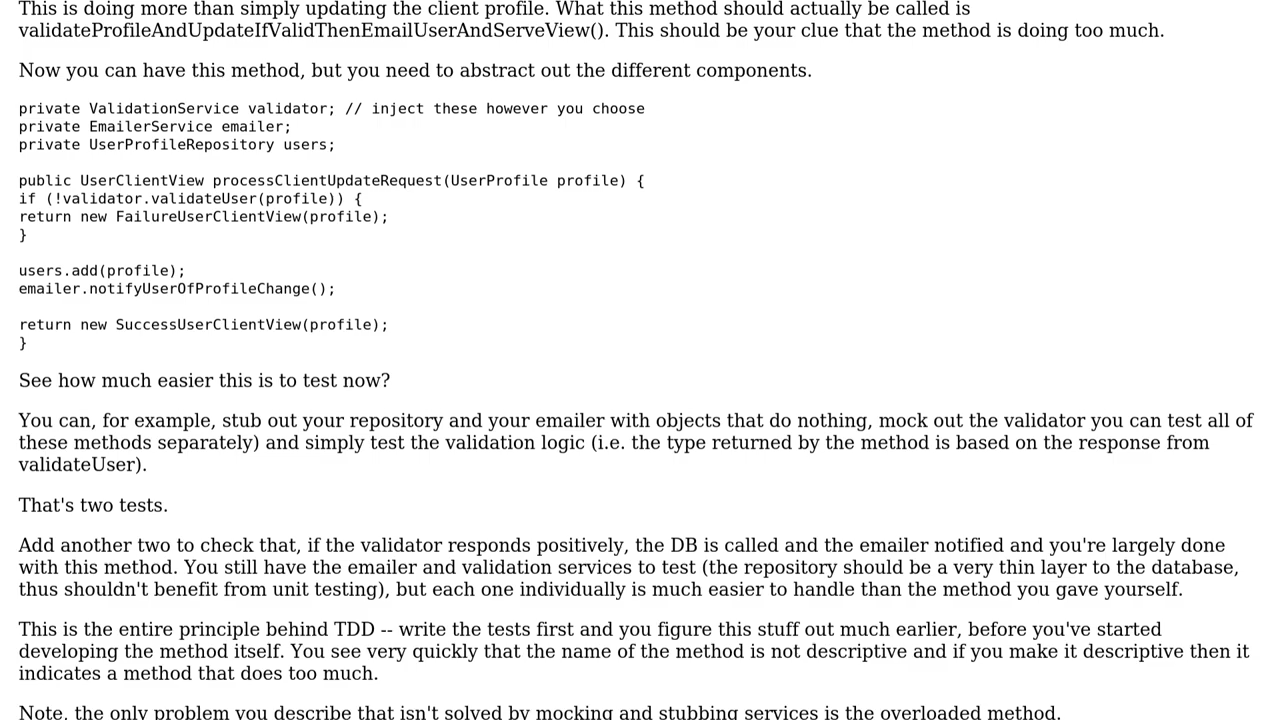 This is doing more than simply updating the client profile. What this method should actually be called is
validateProfileAndUpdateIfValidThenEmailUserAndServeView(). This should be your clue that the method is doing too much.
Now you can have this method, but you need to abstract out the different components.
private ValidationService validator; // inject these however you choose
private EmailerService emailer;
private UserProfileRepository users;
public UserClientView processClientUpdateRequest(UserProfile profile) {
if (!validator.validateUser(profile)) {
return new FailureUserClientView(profile);
}
users.add(profile);
emailer.notifyUserOfProfileChange();
return new SuccessUserClientView(profile);
}
See how much easier this is to test now?
You can, for example, stub out your repository and your emailer with objects that do nothing, mock out the validator you can test all of
these methods separately) and simply test the validation logic (i.e. the type returned by the method is based on the response from
validateUser).
That's two tests.
Add another two to check that, if the validator responds positively, the DB is called and the emailer notified and you're largely done
with this method. You still have the emailer and validation services to test (the repository should be a very thin layer to the database,
thus shouldn't benefit from unit testing), but each one individually is much easier to handle than the method you gave yourself.
This is the entire principle behind TDD -- write the tests first and you figure this stuff out much earlier, before you've started
developing the method itself. You see very quickly that the name of the method is not descriptive and if you make it descriptive then it
indicates a method that does too much.
Note, the only problem you describe that isn't solved by mocking and stubbing services is the overloaded method.